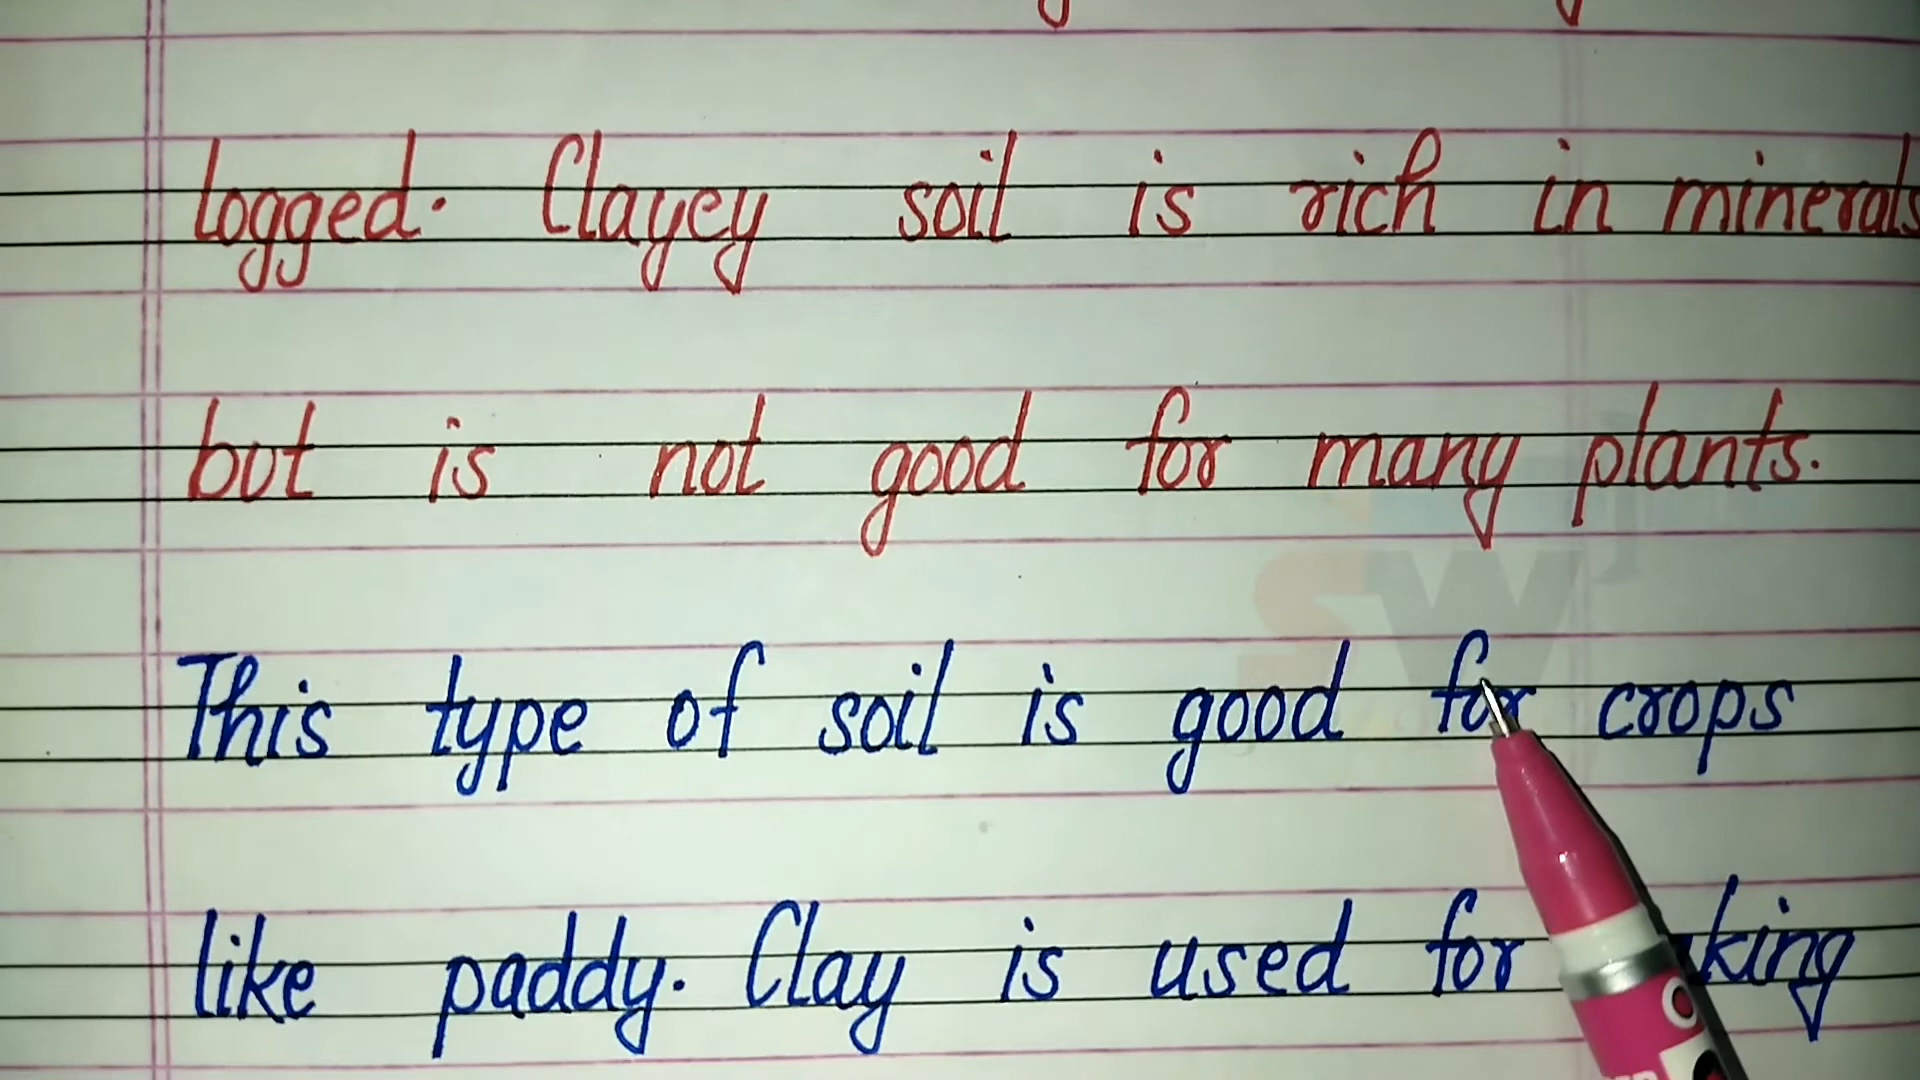 logged. Clayey soil is rich in minerals
but is not good for many plants.
This type of soil is good for crops
like paddy. Clay is used for